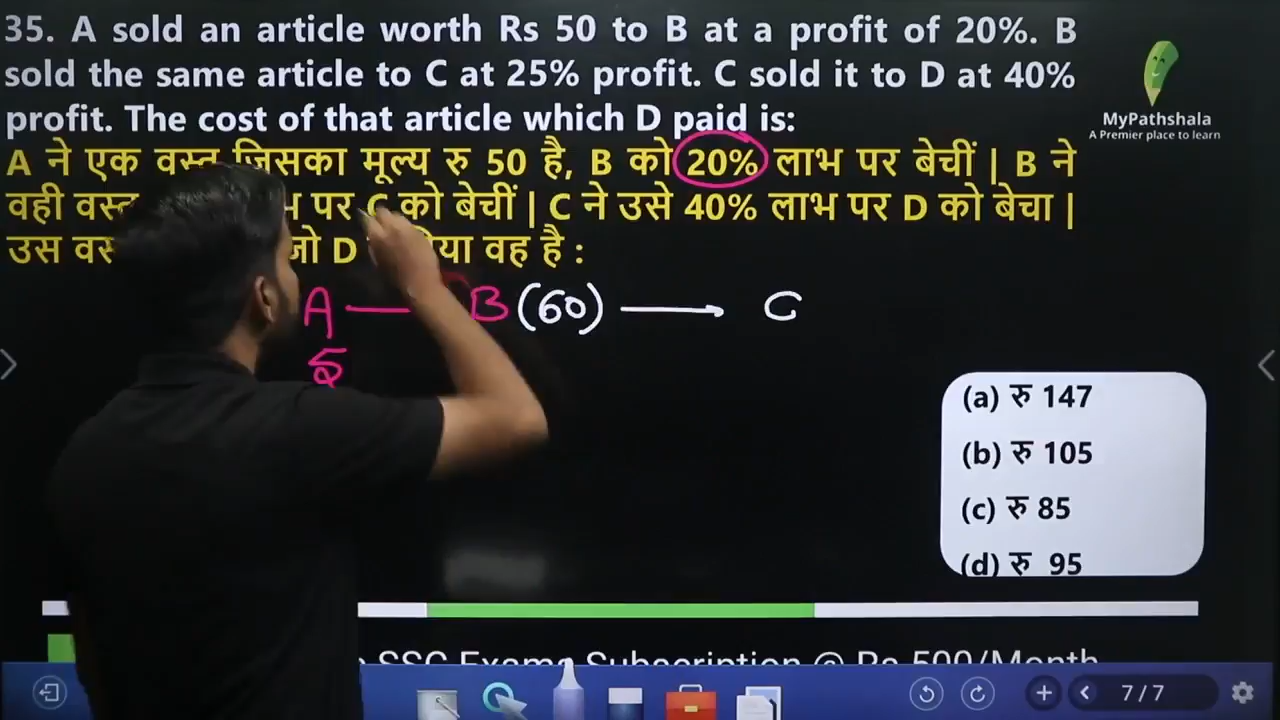 35. A sold an article worth Rs 50 to B at a profit of 20%. B
sold the same article to C at 25% profit. C sold it to D at 40%
profit. The cost of that article which D paid is:
MyPathshala
A Premier place to learn
A ने एक वस्तु जिसका मूल्य रु 50 है, B को 20% लाभ पर बेचीं | B ने
वही पर C को बेचीं | C ने उसे 40% लाभ पर D को बेचा |
उस जो D वह है :
A B (60) C
(a) रु 147
(b) रु 105
(c) रु 85
(d) रु 95
SSC Exams Subscription @ Rs 500/Month
7/7